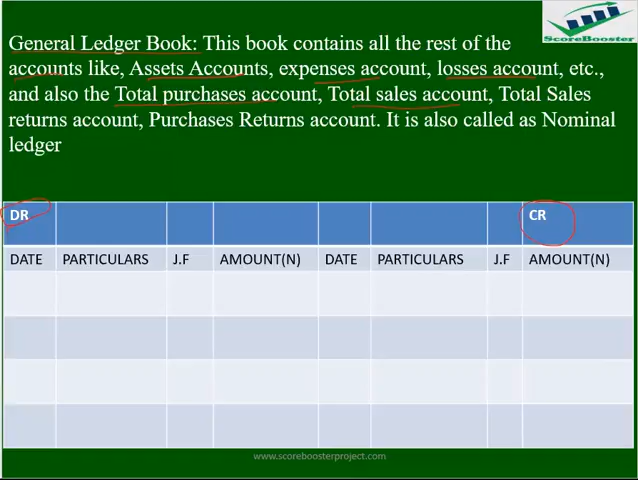 ScoreBooster
General Ledger Book: This book contains all the rest of the
accounts like, Assets Accounts, expenses account, losses account, etc.,
and also the Total purchases account, Total sales account, Total Sales
returns account, Purchases Returns account. It is also called as Nominal
ledger
DR CR
DATE PARTICULARS J.F AMOUNT(N) DATE PARTICULARS J.F AMOUNT(N)
www.scoreboosterproject.com